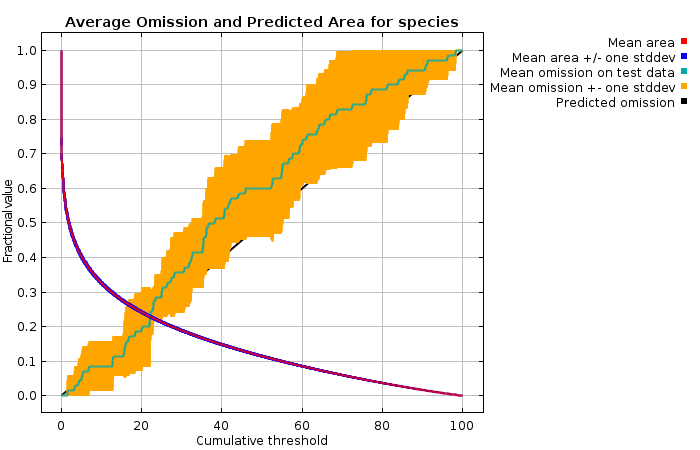 Average Omission and Predicted Area for species
Mean area
Mean area +/- one stddev
Mean omission on test data
Mean omission +- one stddev
Predicted omission
Fractional value
1.0
0.9
0.8
0.7
0.6
0.5
0.4
0.3
0.2
0.1
0.0
0
20
40
60
80
100
Cumulative threshold